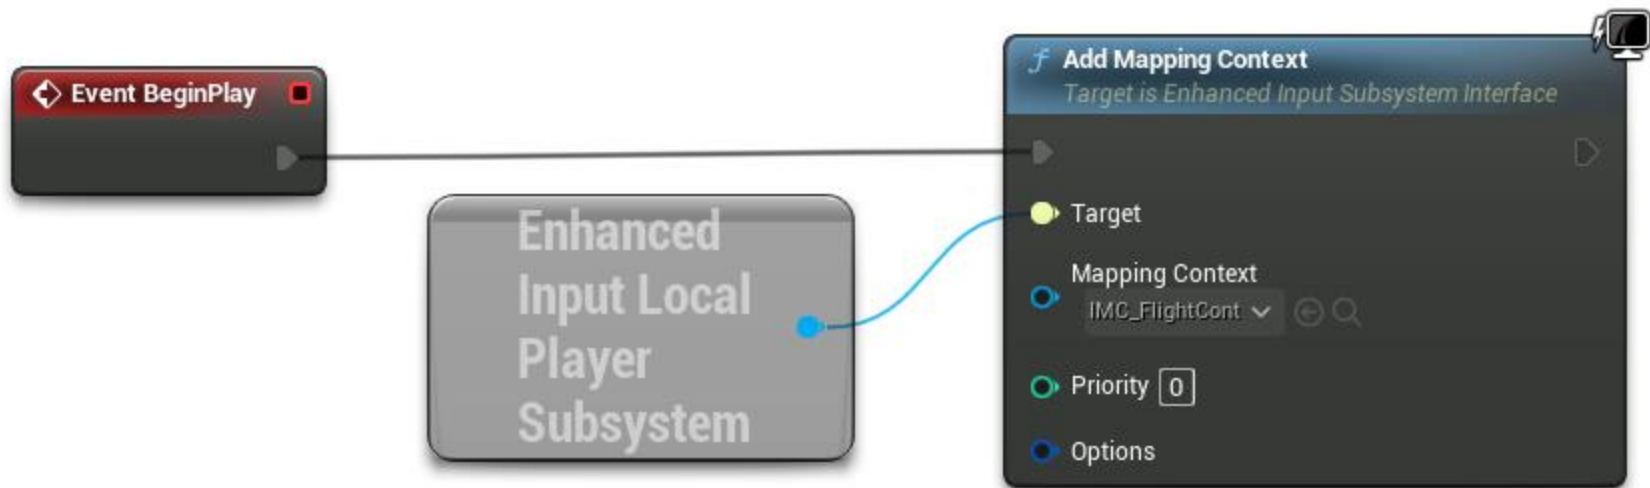 Event BeginPlay
Enhanced
Input Local
Player
Subsystem
f Add Mapping Context
Target is Enhanced Input Subsystem Interface
Target
Mapping Context
IMC_FlightCont
Priority 0
Options